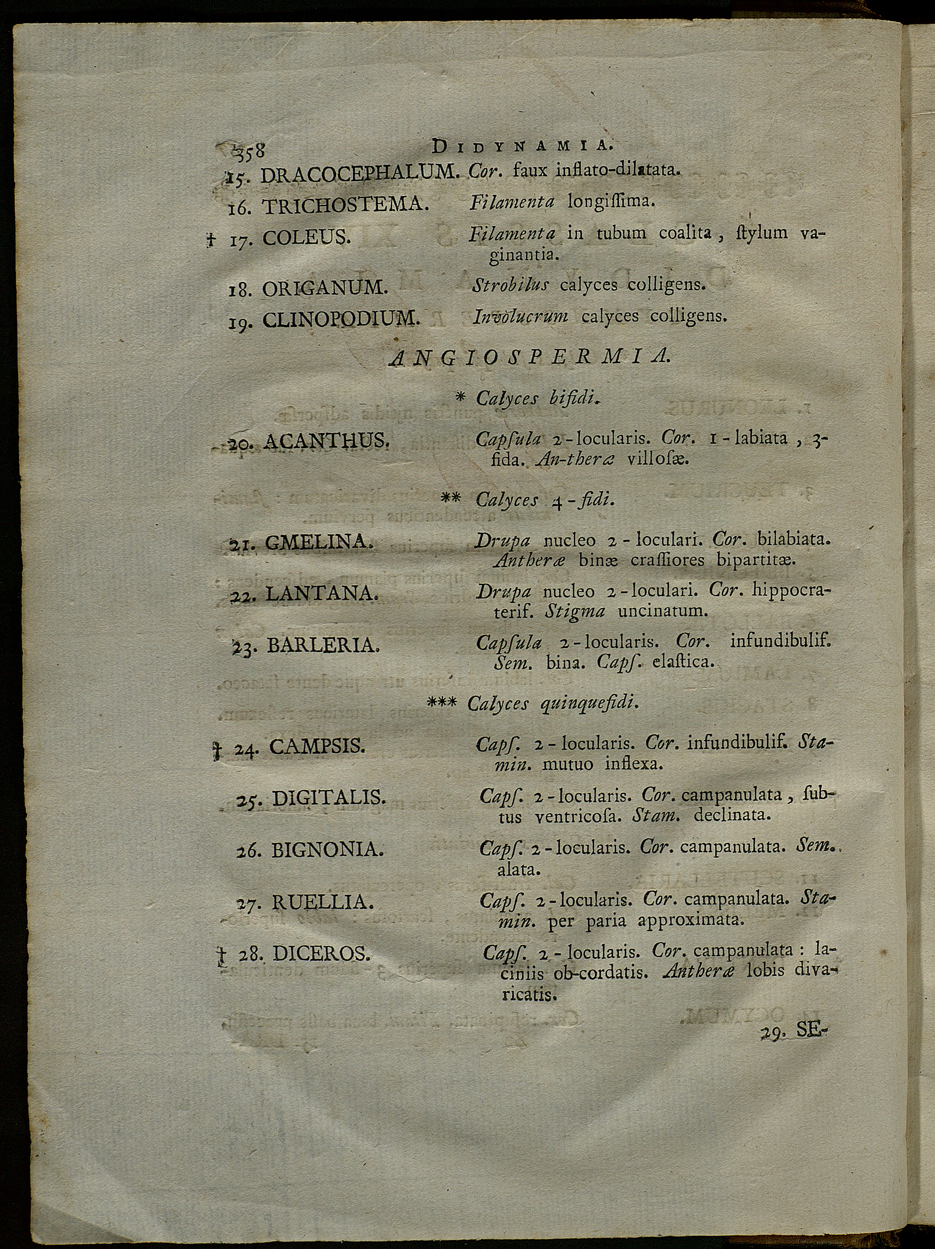 358 DIDYNAMIA.
15. DRACOCEPHALUM. Cor. faux inflato-dilatata.
16. TRICHOSTEMA. Filamenta longiſſima.
† 17. COLEUS. Filamenta in tubum coalita, ſtylum va-
ginantia.
18. ORIGANUM. Strobilus calyces colligens.
19. CLINOPODIUM. Involucrum calyces colligens.
ANGIOSPERMIA.
* Calyces bifidi.
20. ACANTHUS. Capſula 2-locularis. Cor. 1-labiata, 3-
fida. An-theræ villoſæ.
** Calyces 4-fidi.
21. GMELINA. Drupa nucleo 2-loculari. Cor. bilabiata.
Antheræ binæ craſſiores bipartitæ.
22. LANTANA. Drupa nucleo 2-loculari. Cor. hippocra-
terif. Stigma uncinatum.
23. BARLERIA. Capſula 2-locularis. Cor. infundibulif.
Sem. bina. Capſ. elaſtica.
*** Calyces quinquefidi.
† 24. CAMPSIS. Capſ. 2-locularis. Cor. infundibulif. Sta-
min. mutuo inflexa.
25. DIGITALIS. Capſ. 2-locularis. Cor. campanulata, ſub-
tus ventricoſa. Stam. declinata.
26. BIGNONIA. Capſ. 2-locularis. Cor. campanulata. Sem.
alata.
27. RUELLIA. Capſ. 2-locularis. Cor. campanulata. Sta-
min. per paria approximata.
† 28. DICEROS. Capſ. 2-locularis. Cor. campanulata: la-
ciniis ob-cordatis. Antheræ lobis diva-
ricatis.
29. SE-